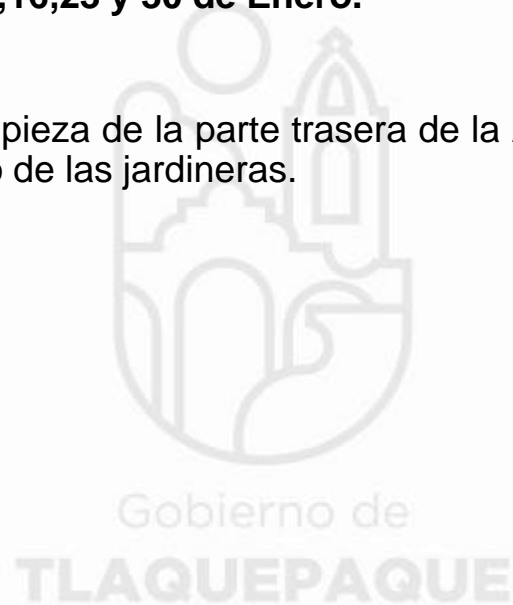 ,16,23 y 30 de Enero.
pieza de la parte trasera de la
o de las jardineras.
Gobierno de
TLAQUEPAQUE